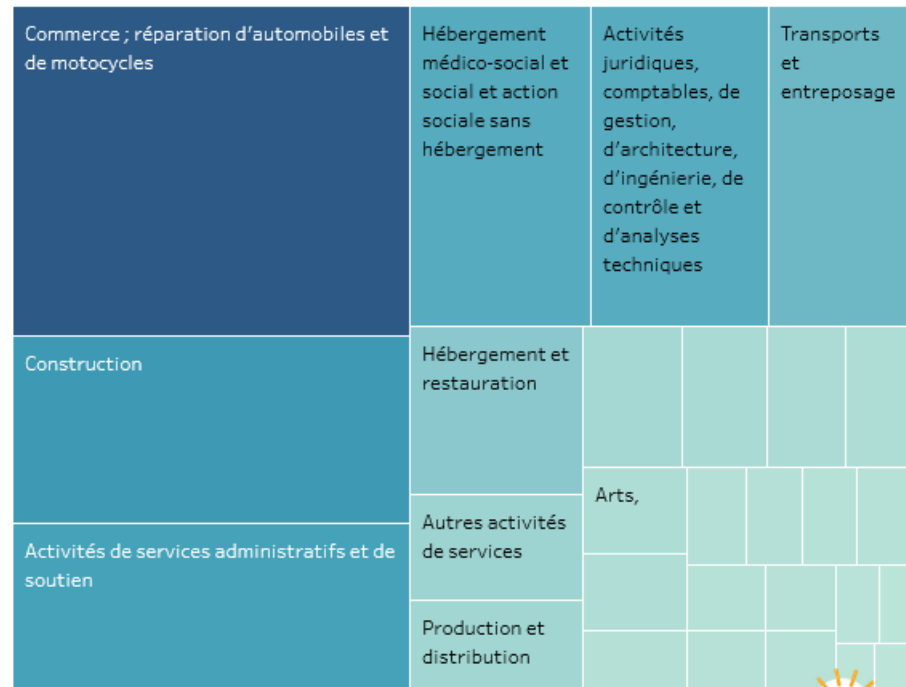 Commerce ; réparation d'automobiles et
de motocycles
Hébergement
médico-social et
social et action
sociale sans
hébergement
Activités
juridiques,
comptables, de
gestion,
d'architecture,
d'ingénierie, de
contrôle et
d'analyses
techniques
Transports
et
entreposage
Construction
Hébergement et
restauration
Arts,
Autres activités
de services
Activités de services administratifs et de
soutien
Production et
distribution